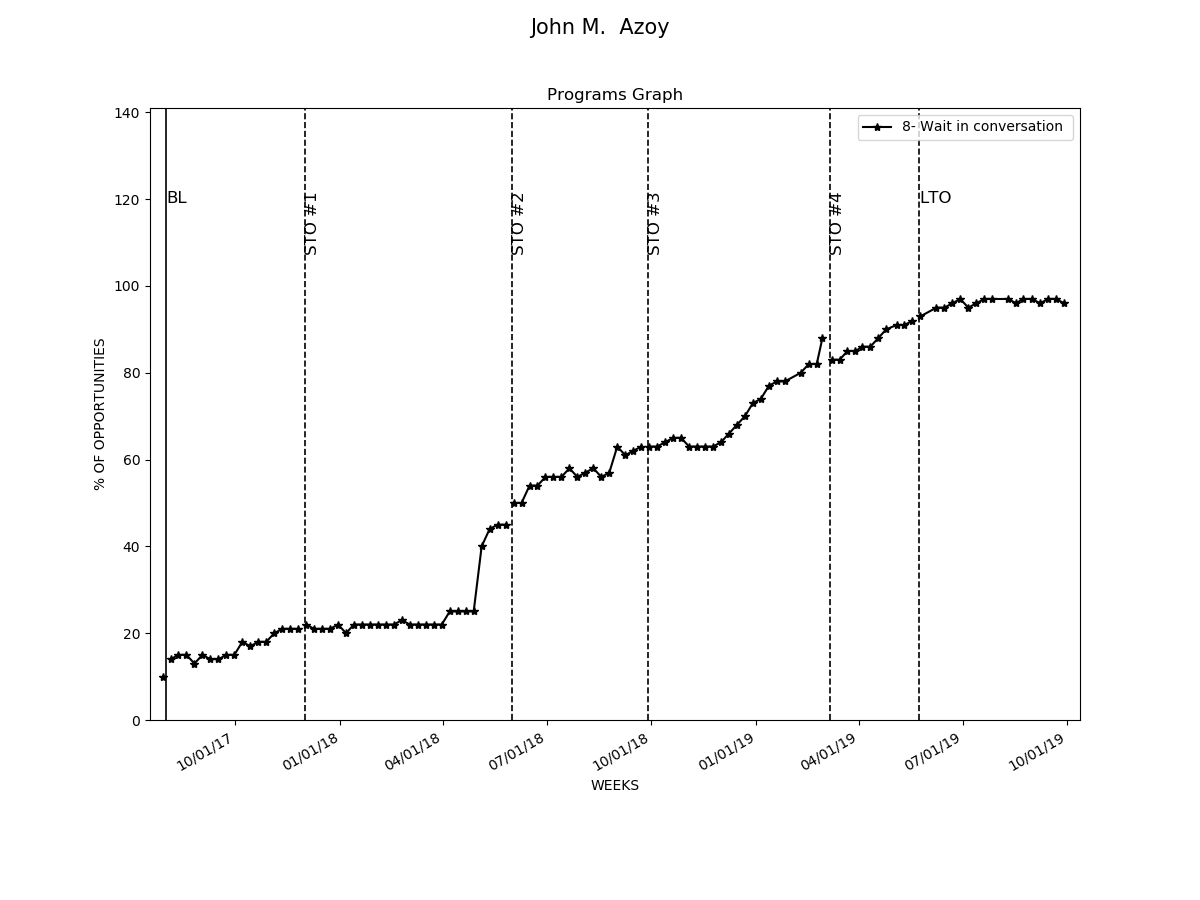 John M.  Azoy
Programs Graph
8- Wait in conversation
140
120
100
80
60
40
20
0
% OF OPPORTUNITIES
BL
STO #1
STO #2
STO #3
STO #4
LTO
10/01/17
01/01/18
04/01/18
07/01/18
10/01/18
01/01/19
04/01/19
07/01/19
10/01/19
WEEKS